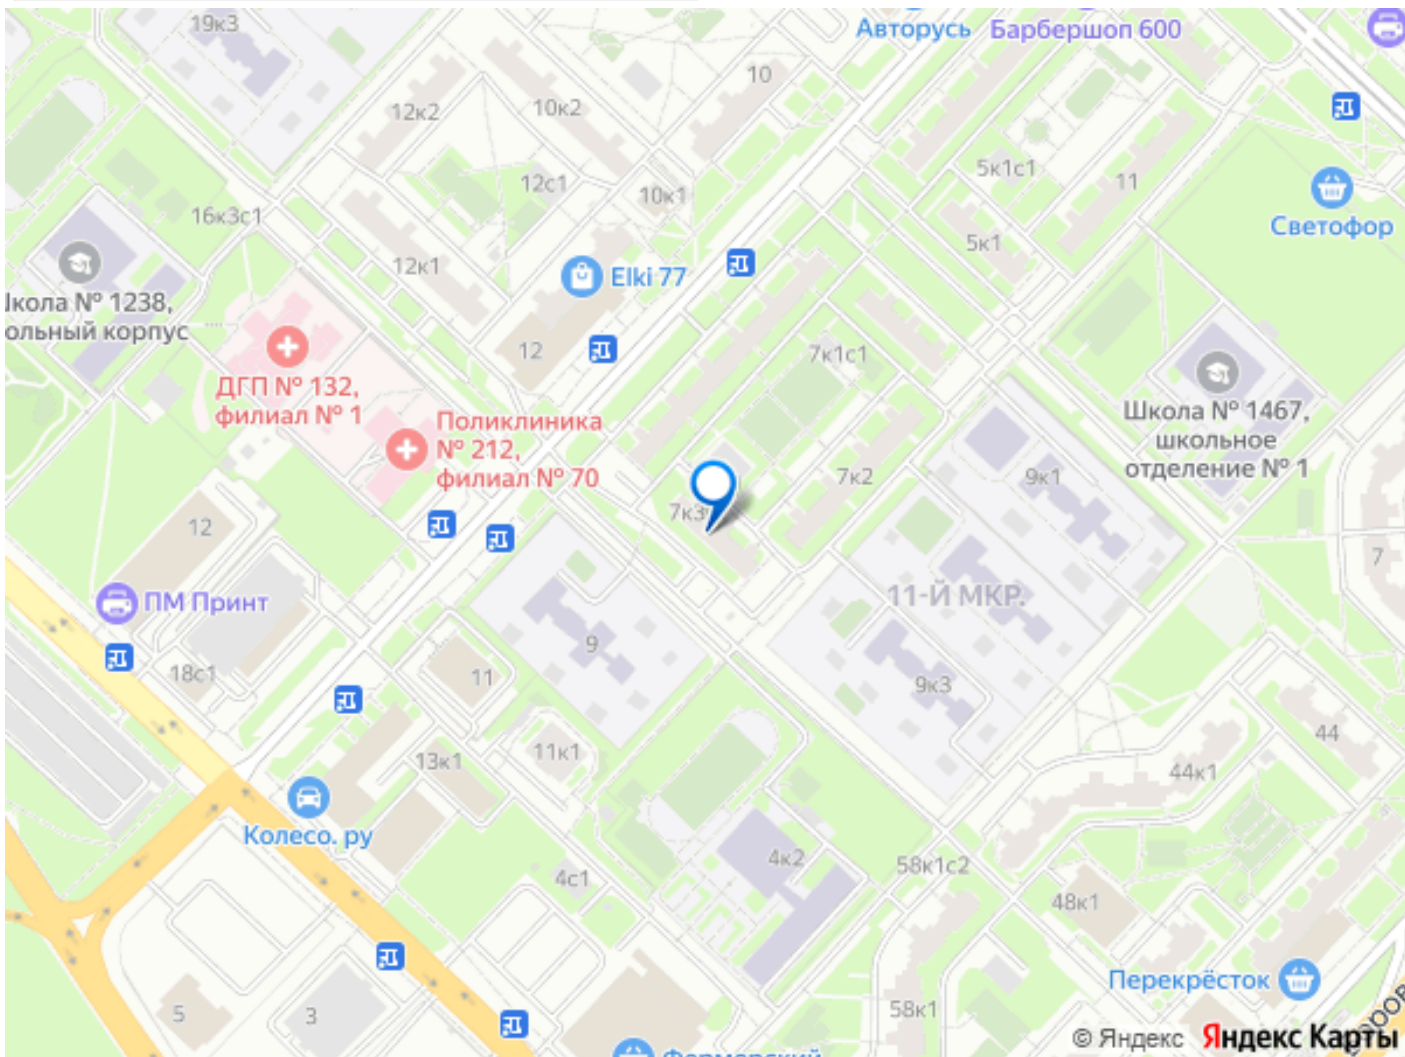 19к3
Авторусь
Барбершоп 600
10
12к2
10к2
5к1с1
11
12с1
10к1
16к3с1
Светофор
5к1
12к1
Elki 77
кола № 1238,
ольный корпус
12
7к1с1
ДГП № 132,
филиал № 1
Поликлиника
№ 212,
филиал № 70
Школа № 1467,
школьное
отделение № 1
7к2
9к1
7к3
12
7
11-Й МКР.
ПМ Принт
9
18с1
11
9к3
44
13к1
11к1
44к1
Колесо. ру
4к2
58к1с2
4с1
48к1
Перекрёсток
5
3
58к1
© Яндекс Яндекс Карты